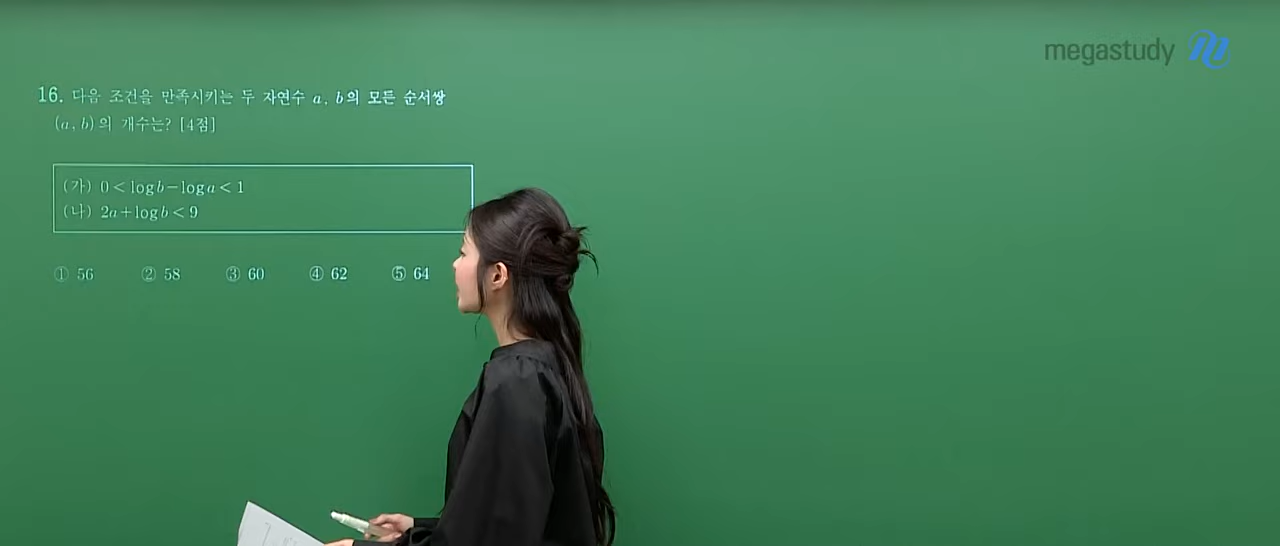 megastudy
16. 다음 조건을 만족시키는 두 자연수 a, b의 모든 순서쌍
(a, b)의 개수는? [4점]
(가) 0 < log b − log a < 1
(나) 2a + log b < 9
① 56 ② 58 ③ 60 ④ 62 ⑤ 64